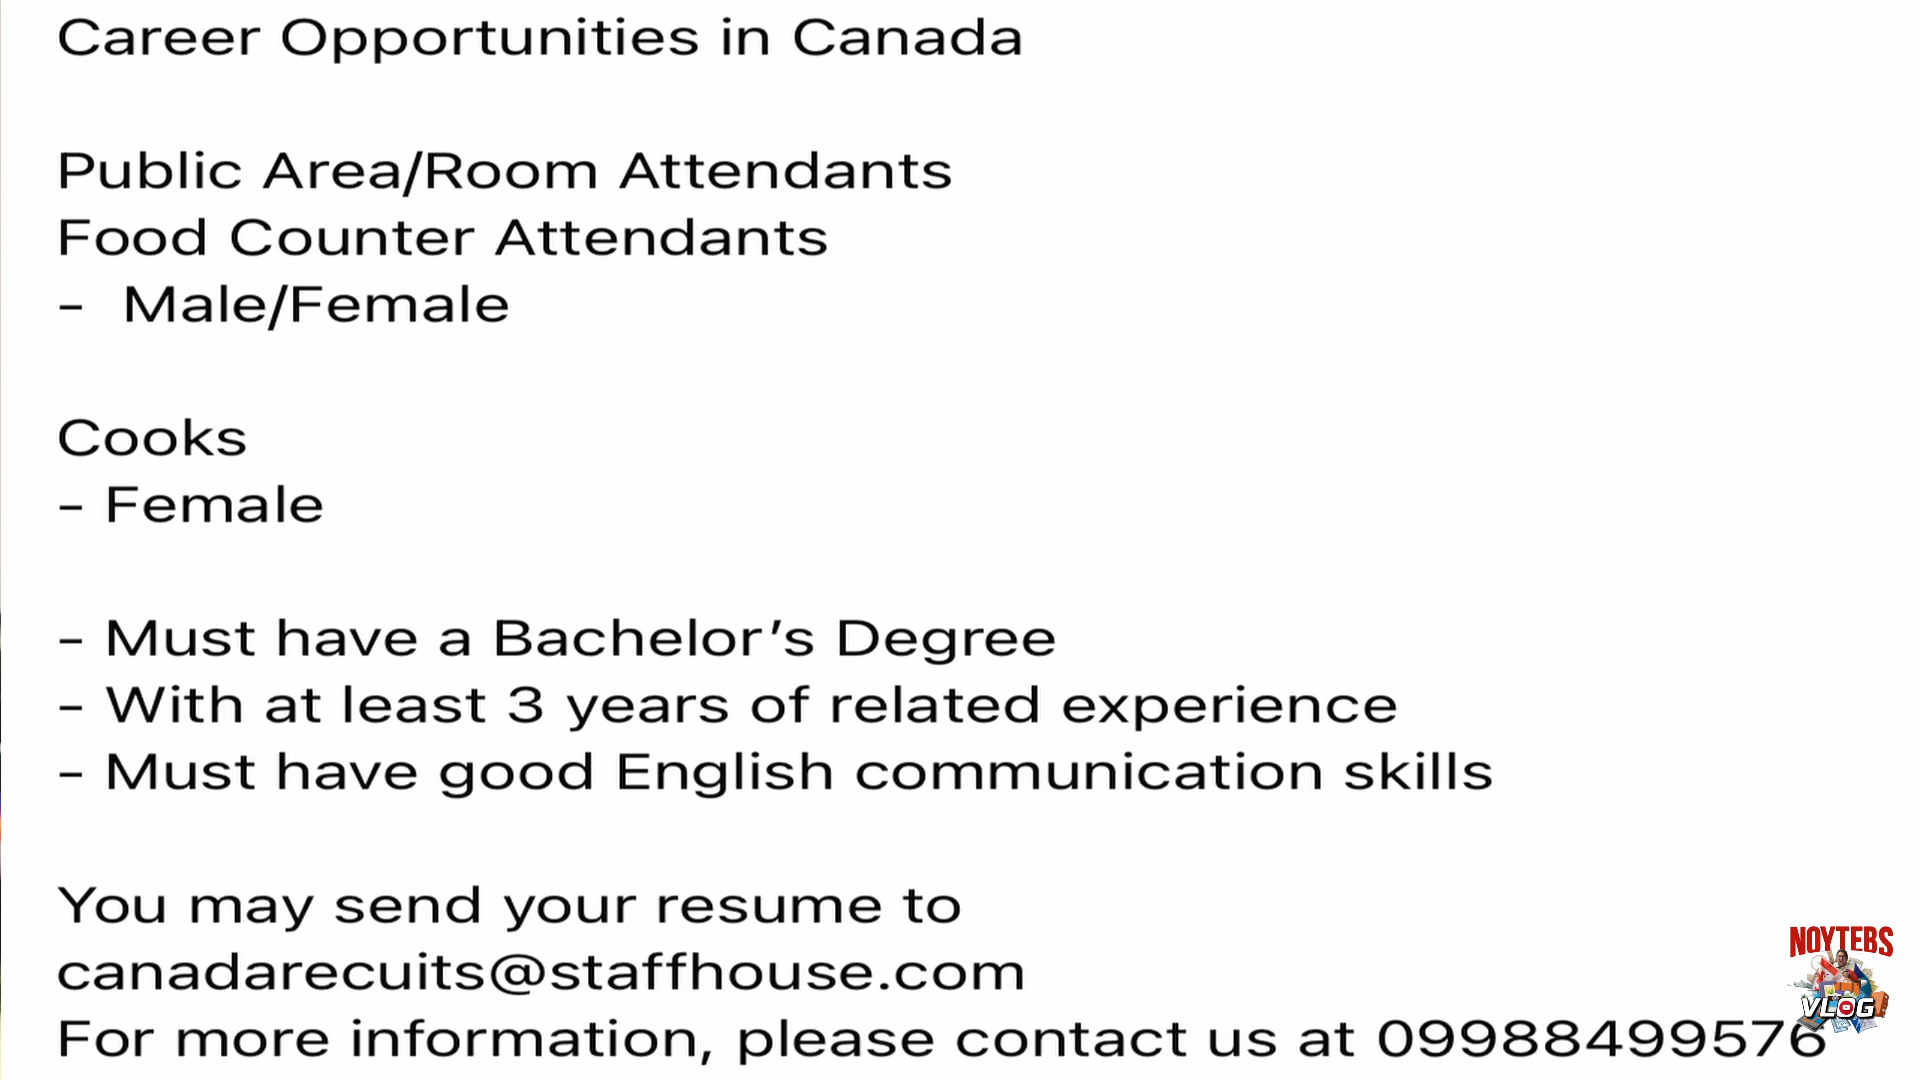 Career Opportunities in Canada
Public Area/Room Attendants
Food Counter Attendants
- Male/Female
Cooks
- Female
- Must have a Bachelor's Degree
- With at least 3 years of related experience
- Must have good English communication skills
You may send your resume to
canadarecuits@staffhouse.com
For more information, please contact us at 09988499576
NOYTEBS
VLOG